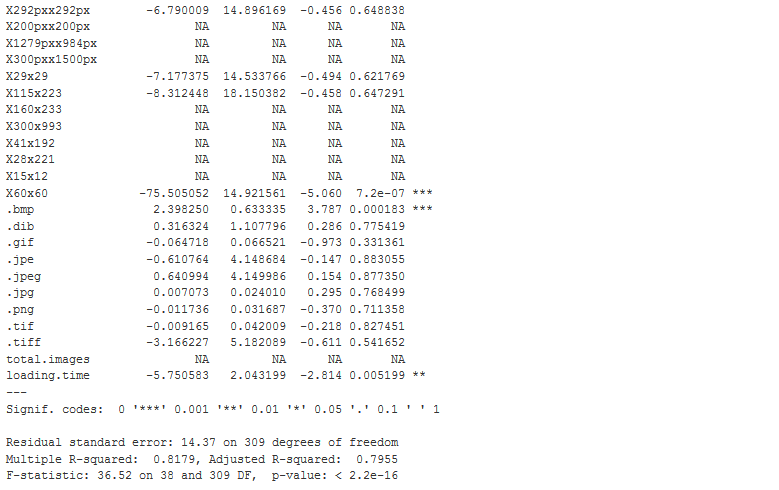 X292pxx292px        -6.790009  14.896169  -0.456 0.648838
X200pxx200px               NA         NA      NA       NA
X1279pxx984px              NA         NA      NA       NA
X300pxx1500px              NA         NA      NA       NA
X29x29              -7.177375  14.533766  -0.494 0.621769
X115x223            -8.312448  18.150382  -0.458 0.647291
X160x233                   NA         NA      NA       NA
X300x993                   NA         NA      NA       NA
X41x192                    NA         NA      NA       NA
X28x221                    NA         NA      NA       NA
X15x12                     NA         NA      NA       NA
X60x60             -75.505052  14.921561  -5.060  7.2e-07 ***
.bmp                 2.398250   0.633335   3.787 0.000183 ***
.dib                 0.316324   1.107796   0.286 0.775419
.gif                -0.064718   0.066521  -0.973 0.331361
.jpe                -0.610764   4.148684  -0.147 0.883055
.jpeg                0.640994   4.149986   0.154 0.877350
.jpg                 0.007073   0.024010   0.295 0.768499
.png                -0.011736   0.031687  -0.370 0.711358
.tif                -0.009165   0.042009  -0.218 0.827451
.tiff               -3.166227   5.182089  -0.611 0.541652
total.images               NA         NA      NA       NA
loading.time        -5.750583   2.043199  -2.814 0.005199 **
---
Signif. codes:  0 '***' 0.001 '**' 0.01 '*' 0.05 '.' 0.1 ' ' 1
Residual standard error: 14.37 on 309 degrees of freedom
Multiple R-squared:  0.8179, Adjusted R-squared:  0.7955
F-statistic: 36.52 on 38 and 309 DF,  p-value: < 2.2e-16